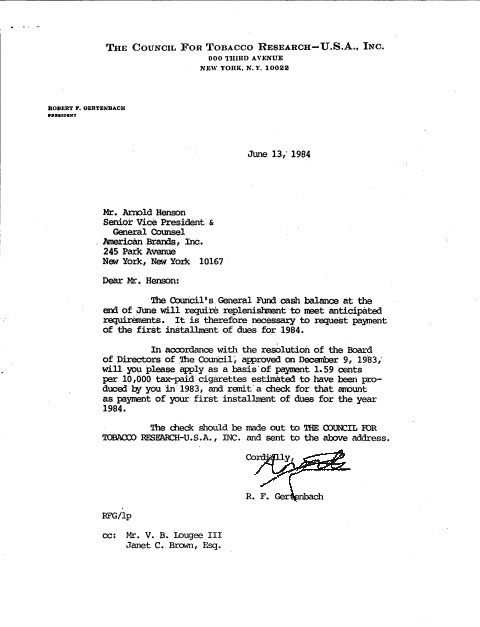 THE COUNCIL FOR TOBACCO RESEARCH—U.S.A., INC.
900 THIRD AVENUE
NEW YORK, N. Y. 10022
ROBERT F. GERTENBACH
PRESIDENT
June 13, 1984
Mr. Arnold Henson
Senior Vice President &
General Counsel
American Brands, Inc.
245 Park Avenue
New York, New York 10167
Dear Mr. Henson:
The Council's General Fund cash balance at the
end of June will require replenishment to meet anticipated
requirements. It is therefore necessary to request payment
of the first installment of dues for 1984.
In accordance with the resolution of the Board
of Directors of The Council, approved on December 9, 1983,
will you please apply as a basis of payment 1.59 cents
per 10,000 tax-paid cigarettes estimated to have been pro-
duced by you in 1983, and remit a check for that amount
as payment of your first installment of dues for the year
1984.
The check should be made out to THE COUNCIL FOR
TOBACCO RESEARCH-U.S.A., INC. and sent to the above address.
Cordially,
R. F. Gertenbach
RFG/lp
cc: Mr. V. B. Lougee III
Janet C. Brown, Esq.